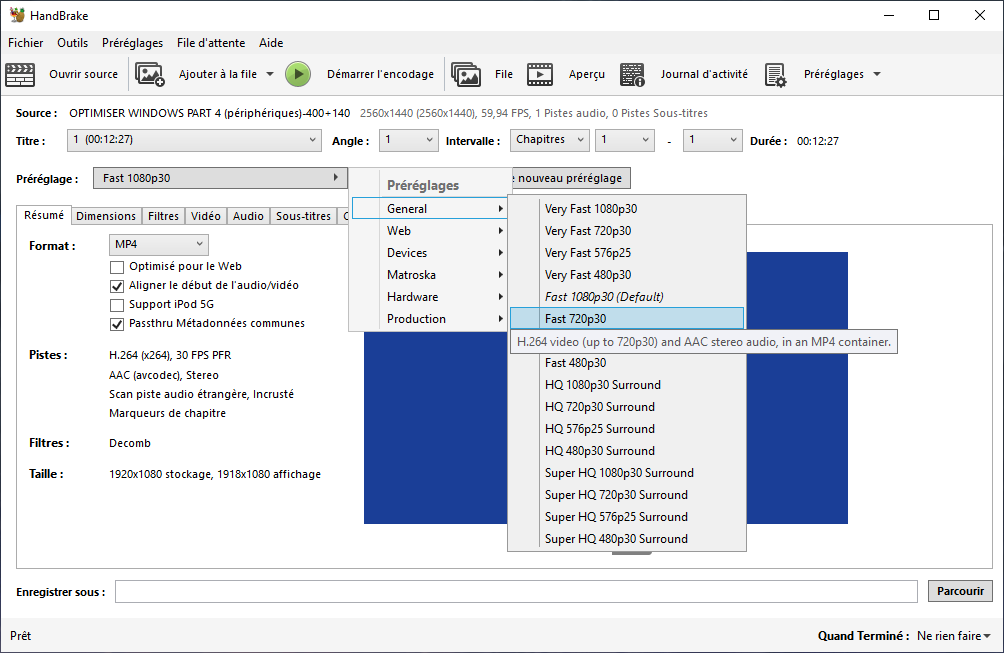 HandBrake
Fichier Outils Préréglages File d'attente Aide
Ouvrir source Ajouter à la file Démarrer l'encodage File Aperçu Journal d'activité Préréglages
Source : OPTIMISER WINDOWS PART 4 (périphériques)-400+140 2560x1440 (2560x1440), 59,94 FPS, 1 Pistes audio, 0 Pistes Sous-titres
Titre : 1 (00:12:27) Angle : 1 Intervalle : Chapitres 1 - 1 Durée : 00:12:27
Préréglage : Fast 1080p30 nouveau préréglage
Préréglages
General
Web
Devices
Matroska
Hardware
Production
Very Fast 1080p30
Very Fast 720p30
Very Fast 576p25
Very Fast 480p30
Fast 1080p30 (Default)
Fast 720p30
H.264 video (up to 720p30) and AAC stereo audio, in an MP4 container.
Fast 480p30
HQ 1080p30 Surround
HQ 720p30 Surround
HQ 576p25 Surround
HQ 480p30 Surround
Super HQ 1080p30 Surround
Super HQ 720p30 Surround
Super HQ 576p25 Surround
Super HQ 480p30 Surround
Résumé Dimensions Filtres Vidéo Audio Sous-titres
Format : MP4
Optimisé pour le Web
Aligner le début de l'audio/vidéo
Support iPod 5G
Passthru Métadonnées communes
Pistes : H.264 (x264), 30 FPS PFR
AAC (avcodec), Stereo
Scan piste audio étrangère, Incrusté
Marqueurs de chapitre
Filtres : Decomb
Taille : 1920x1080 stockage, 1918x1080 affichage
Enregistrer sous : Parcourir
Prêt Quand Terminé : Ne rien faire